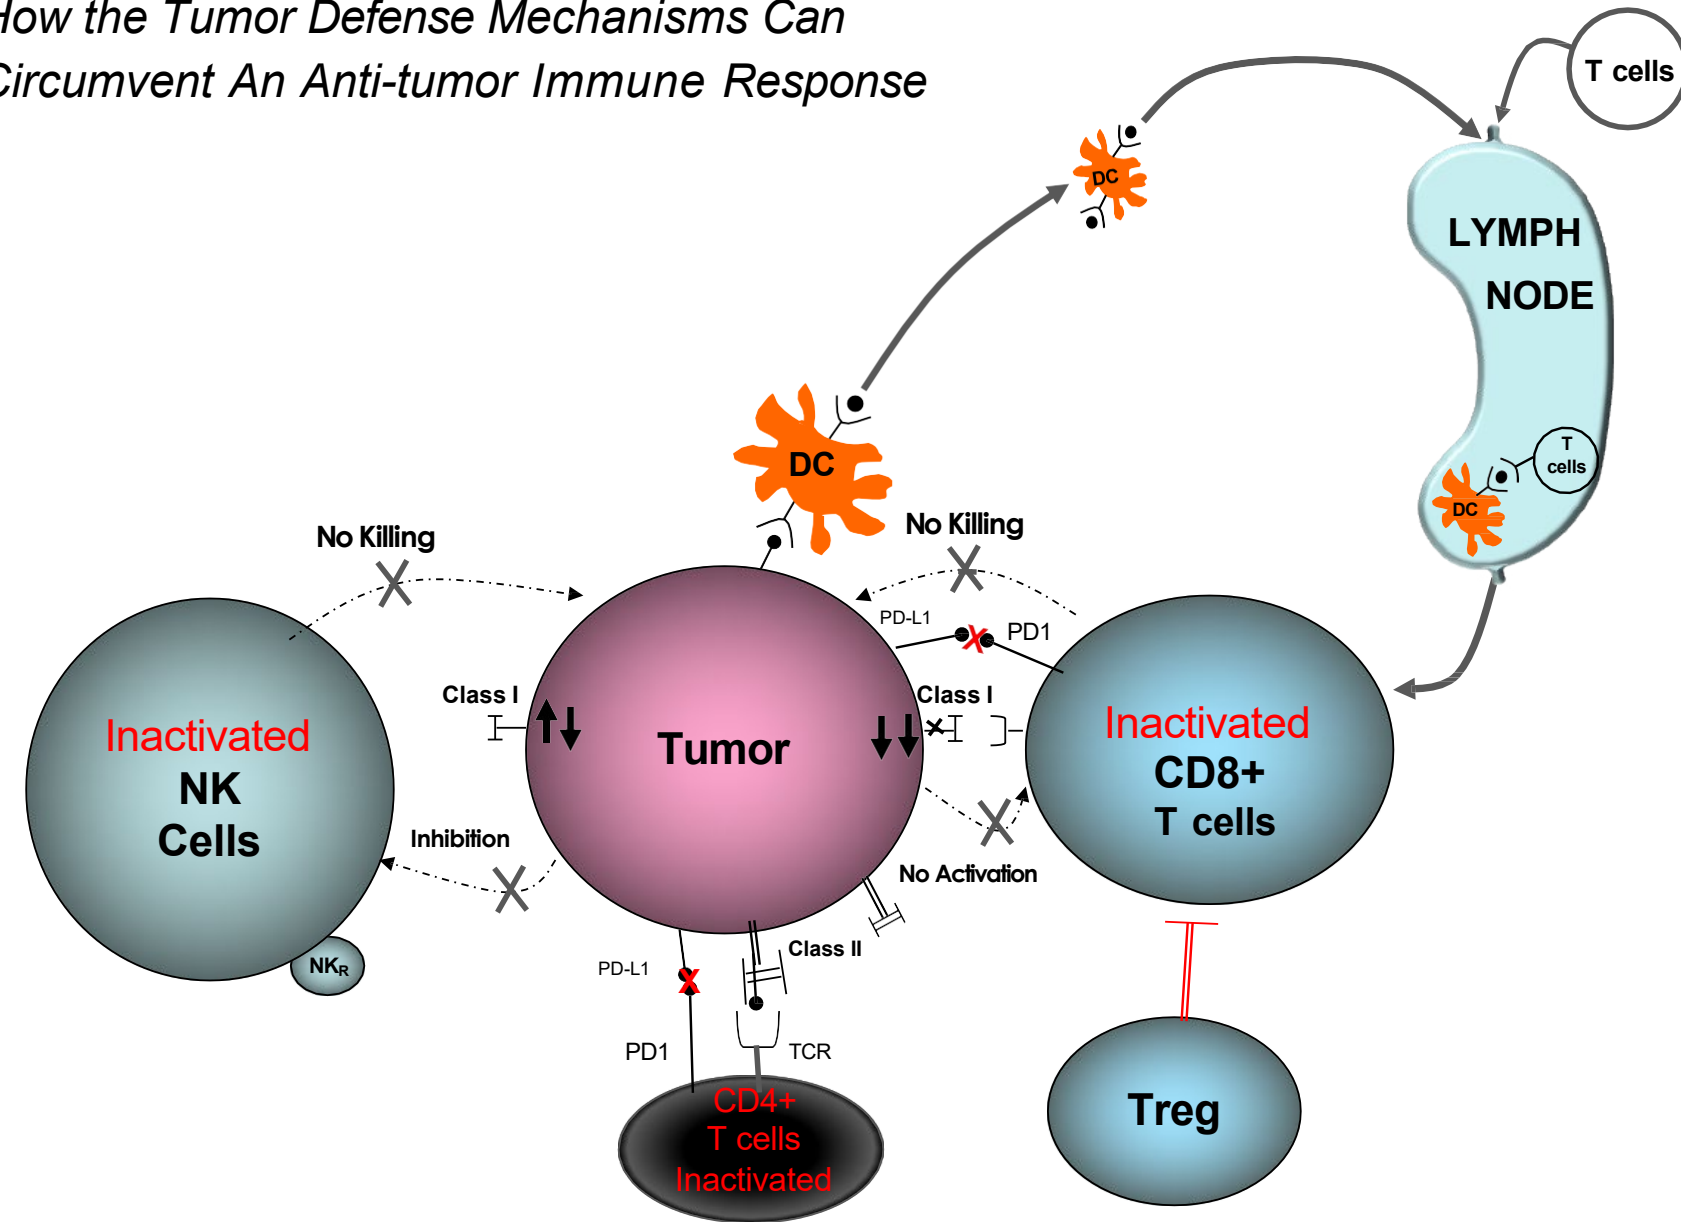 How the Tumor Defense Mechanisms Can
Circumvent An Anti-tumor Immune Response
T cells
DC
LYMPH
NODE
T
cells
DC
DC
No Killing
No Killing
PD-L1
PD1
Class I
Class I
Inactivated
NK
Cells
Tumor
Inactivated
CD8+
T cells
Inhibition
No Activation
NKR
Class II
PD-L1
PD1
TCR
CD4+
T cells
Inactivated
Treg